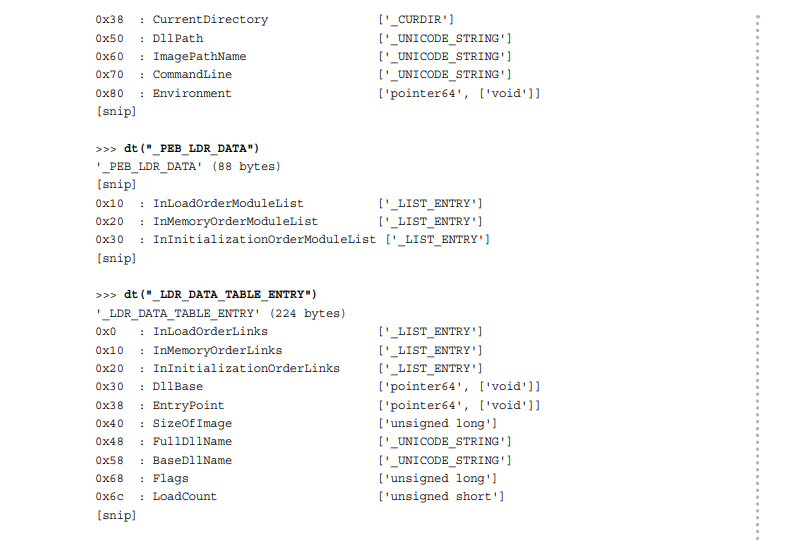 0x38 : CurrentDirectory ['_CURDIR']
0x50 : DllPath ['_UNICODE_STRING']
0x60 : ImagePathName ['_UNICODE_STRING']
0x70 : CommandLine ['_UNICODE_STRING']
0x80 : Environment ['pointer64', ['void']]
[snip]
>>> dt("_PEB_LDR_DATA")
'_PEB_LDR_DATA' (88 bytes)
[snip]
0x10 : InLoadOrderModuleList ['_LIST_ENTRY']
0x20 : InMemoryOrderModuleList ['_LIST_ENTRY']
0x30 : InInitializationOrderModuleList ['_LIST_ENTRY']
[snip]
>>> dt("_LDR_DATA_TABLE_ENTRY")
'_LDR_DATA_TABLE_ENTRY' (224 bytes)
0x0 : InLoadOrderLinks ['_LIST_ENTRY']
0x10 : InMemoryOrderLinks ['_LIST_ENTRY']
0x20 : InInitializationOrderLinks ['_LIST_ENTRY']
0x30 : DllBase ['pointer64', ['void']]
0x38 : EntryPoint ['pointer64', ['void']]
0x40 : SizeOfImage ['unsigned long']
0x48 : FullDllName ['_UNICODE_STRING']
0x58 : BaseDllName ['_UNICODE_STRING']
0x68 : Flags ['unsigned long']
0x6c : LoadCount ['unsigned short']
[snip]